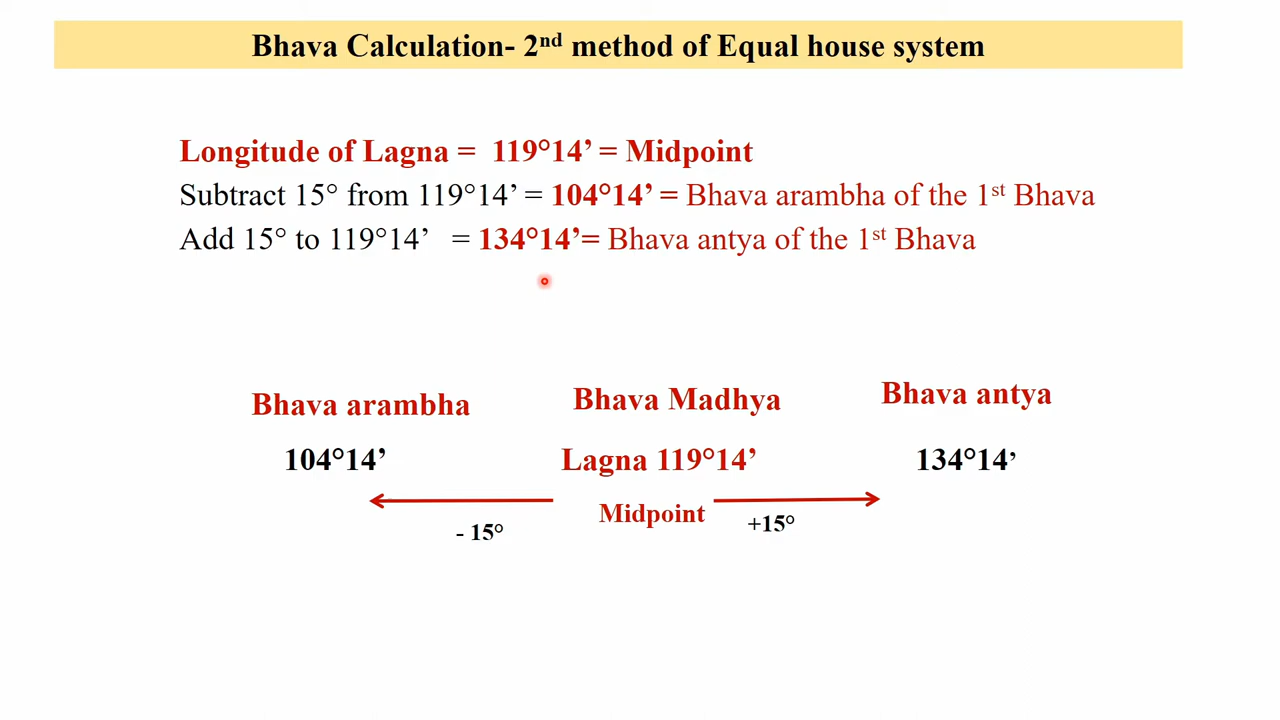 Bhava Calculation- 2nd method of Equal house system
Longitude of Lagna = 119°14’ = Midpoint
Subtract 15° from 119°14’ = 104°14’ = Bhava arambha of the 1st Bhava
Add 15° to 119°14’ = 134°14’= Bhava antya of the 1st Bhava
Bhava arambha Bhava Madhya Bhava antya
104°14’ Lagna 119°14’ 134°14’
- 15° Midpoint +15°